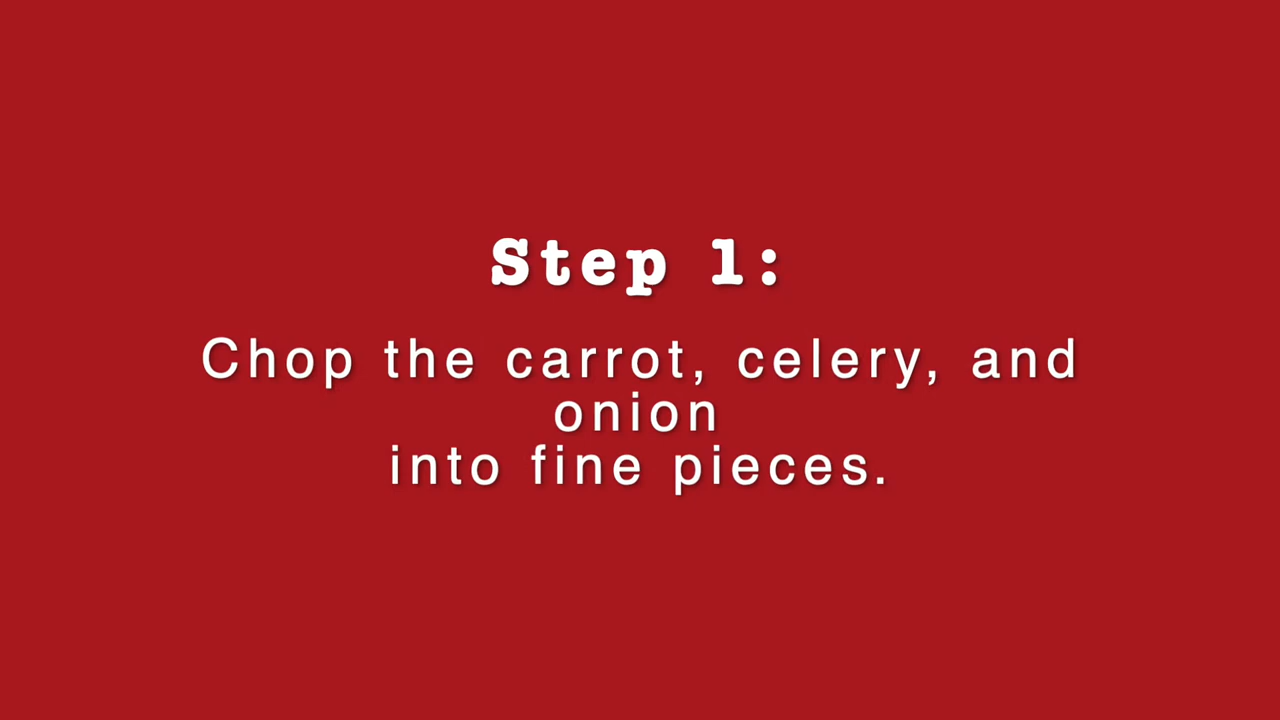 Step 1:
Chop the carrot, celery, and
onion
into fine pieces.